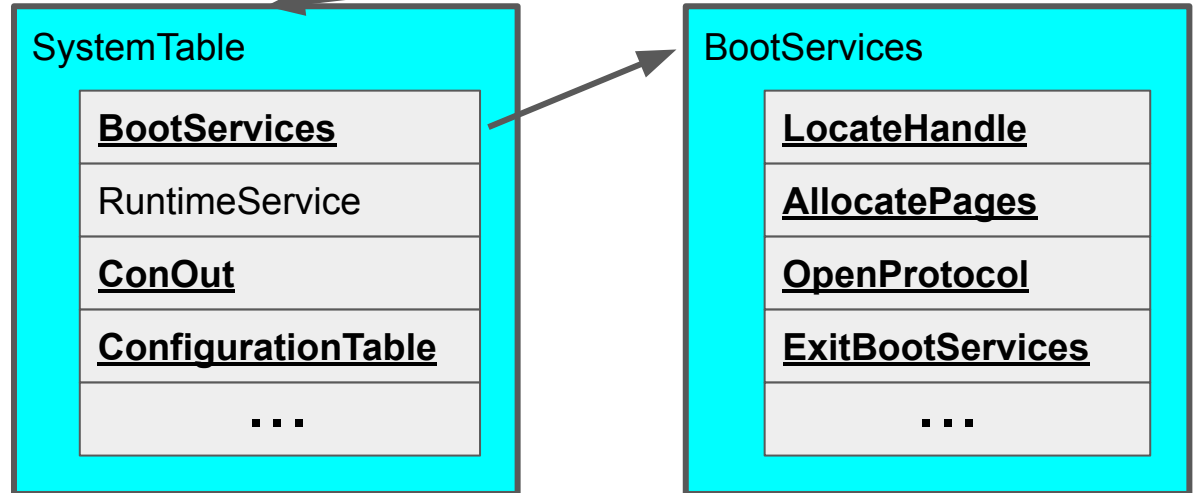 SystemTable
BootServices
RuntimeService
ConOut
ConfigurationTable
...
BootServices
LocateHandle
AllocatePages
OpenProtocol
ExitBootServices
...